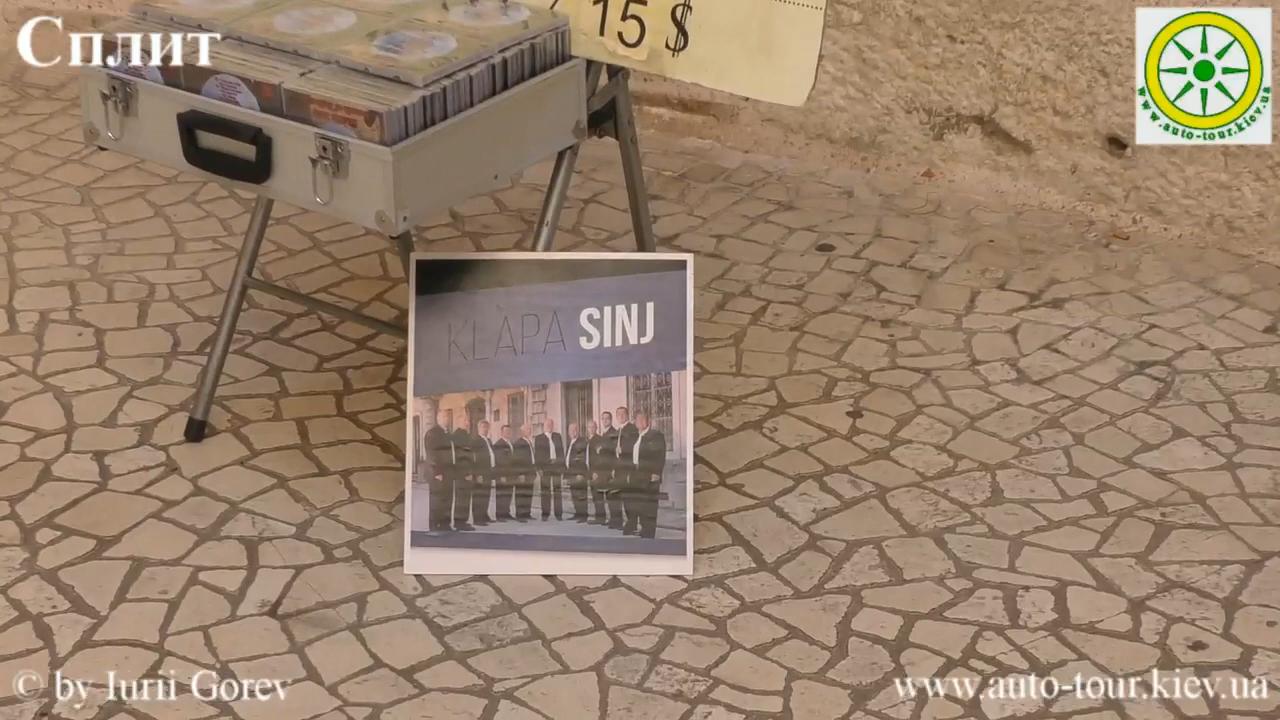 Сплит
15 $
www.auto-tour.kiev.ua
KLAPA SINJ
© by Iurii Gorev
www.auto-tour.kiev.ua